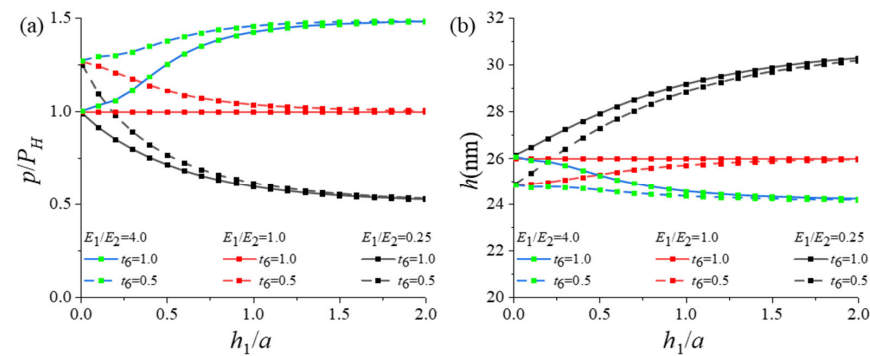 (a)
1.5
1.0
0.5
0.0
p/P_H
E₁/E₂=4.0 E₁/E₂=1.0 E₁/E₂=0.25
t₆=1.0 t₆=1.0 t₆=1.0
t₆=0.5 t₆=0.5 t₆=0.5
0.0 0.5 1.0 1.5 2.0
h₁/a
(b)
32
30
28
26
24
22
20
h(nm)
E₁/E₂=4.0 E₁/E₂=1.0 E₁/E₂=0.25
t₆=1.0 t₆=1.0 t₆=1.0
t₆=0.5 t₆=0.5 t₆=0.5
0.0 0.5 1.0 1.5 2.0
h₁/a